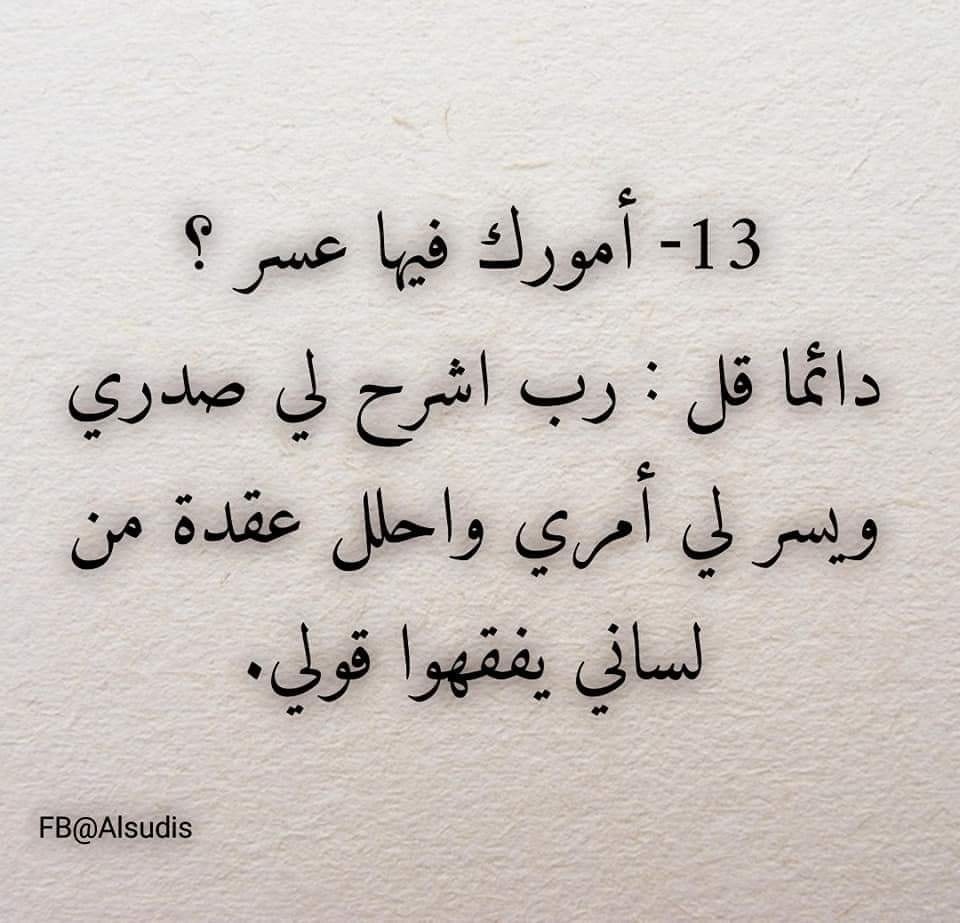 13- أمورك فيها عسر ؟
دائما قل : رب اشرح لي صدري
ويسر لي أمري واحلل عقدة من
لساني يفقهوا قولي.
FB@Alsudis